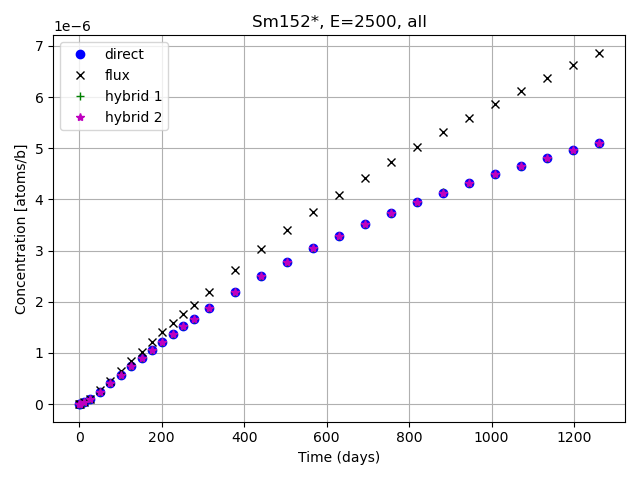 Sm152*, E=2500, all
1e−6
direct
flux
hybrid 1
hybrid 2
7
6
5
4
3
2
1
0
Concentration [atoms/b]
0 200 400 600 800 1000 1200
Time (days)